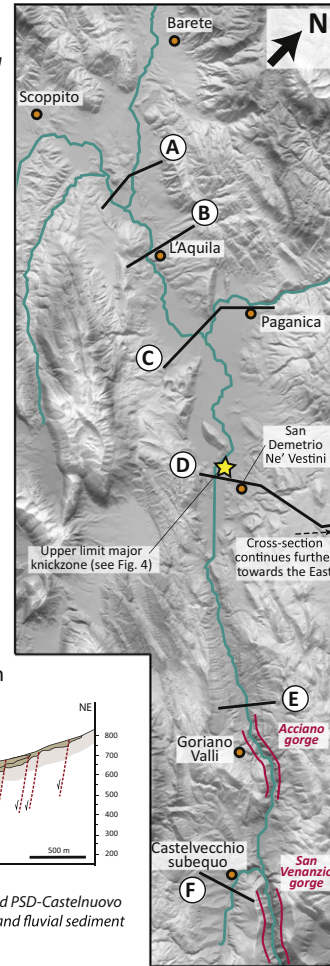 N
Barete
Scoppito
A
B
L'Aquila
Paganica
C
San
Demetrio
Ne' Vestini
D
Upper limit major
knickzone (see Fig. 4)
Cross-section
continues further
towards the East
E
Acciano
gorge
Goriano
Valli
NE
800
700
600
500
400
300
200
500 m
Castelvecchio
subequo
San
Venanzio
gorge
F
d PSD-Castelnuovo
and fluvial sediment